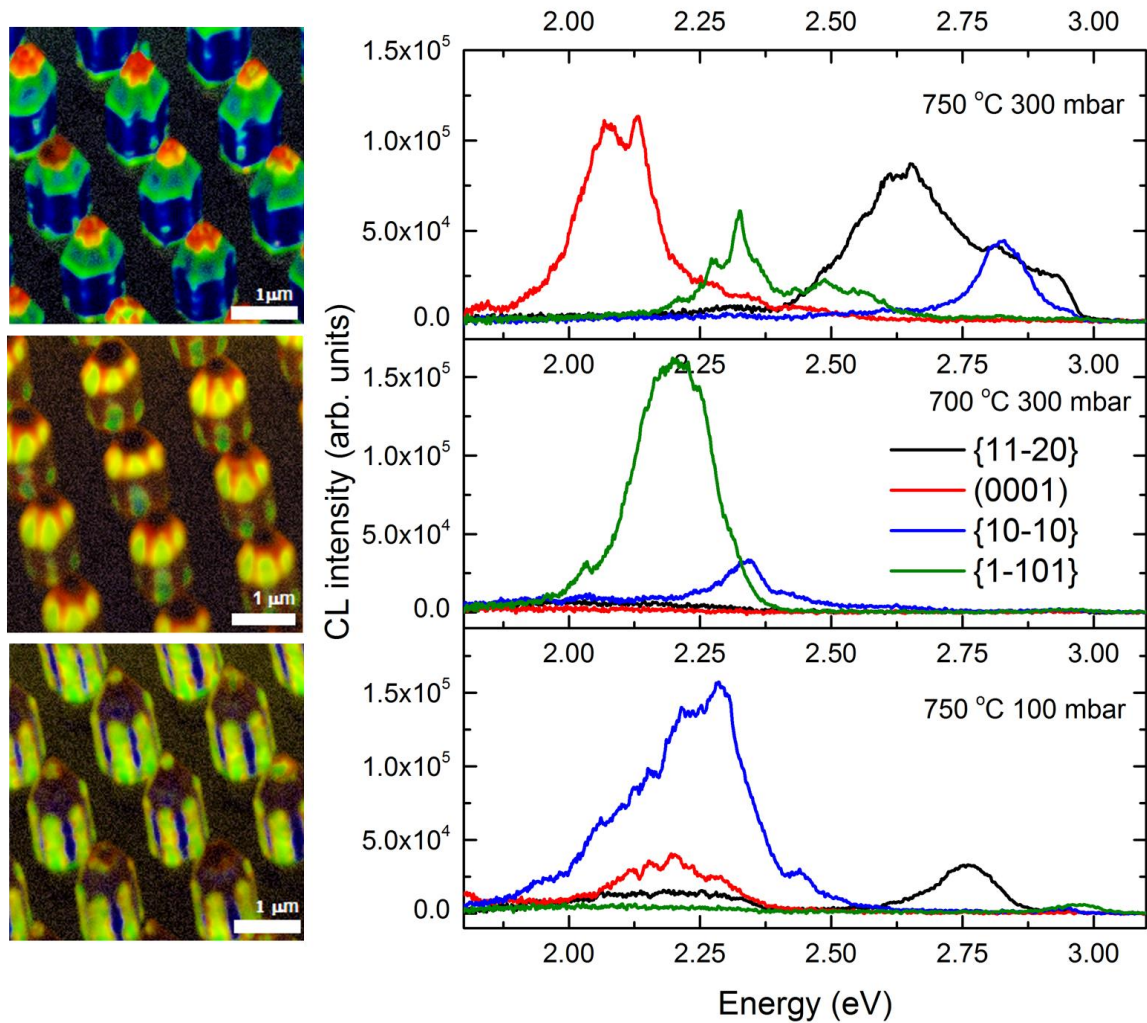 1μm
1 μm
1 μm
CL intensity (arb. units)
2.00 2.25 2.50 2.75 3.00
1.5x10⁵
1.0x10⁵
5.0x10⁴
0.0
750 °C 300 mbar
2.00 2.25 2.50 2.75 3.00
1.5x10⁵
1.0x10⁵
5.0x10⁴
0.0
700 °C 300 mbar
{11-20}
(0001)
{10-10}
{1-101}
2.00 2.25 2.50 2.75 3.00
1.5x10⁵
1.0x10⁵
5.0x10⁴
0.0
750 °C 100 mbar
2.00 2.25 2.50 2.75 3.00
Energy (eV)